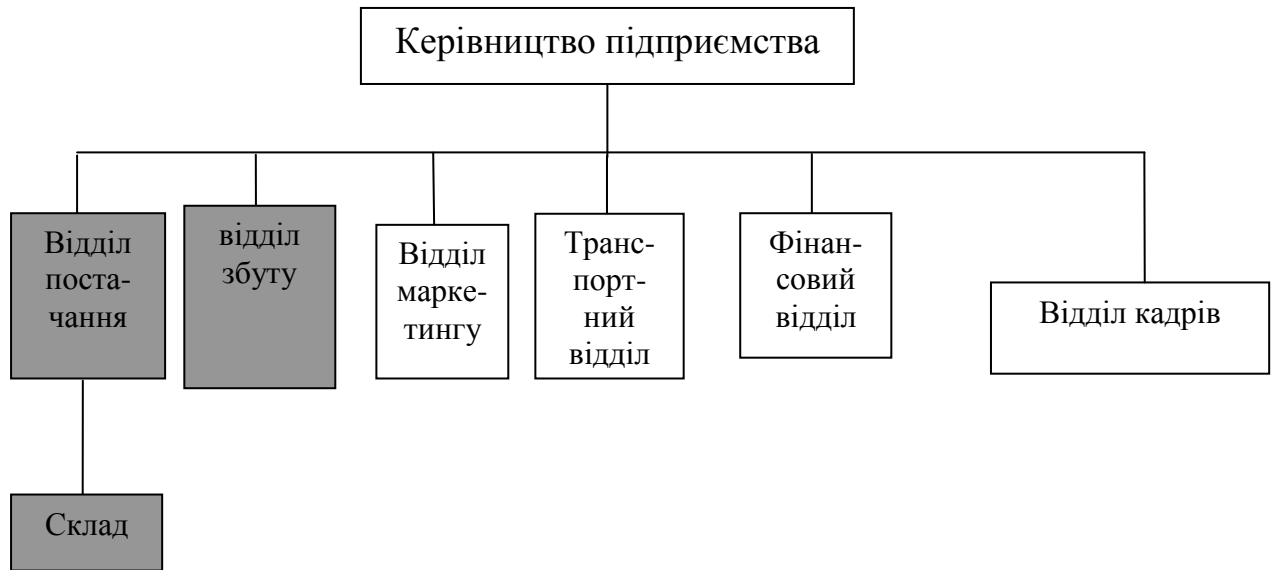 Керівництво підприємства
Відділ
поста-
чання
відділ
збуту
Відділ
марке-
тингу
Транс-
порт-
ний
відділ
Фінан-
совий
відділ
Відділ кадрів
Склад